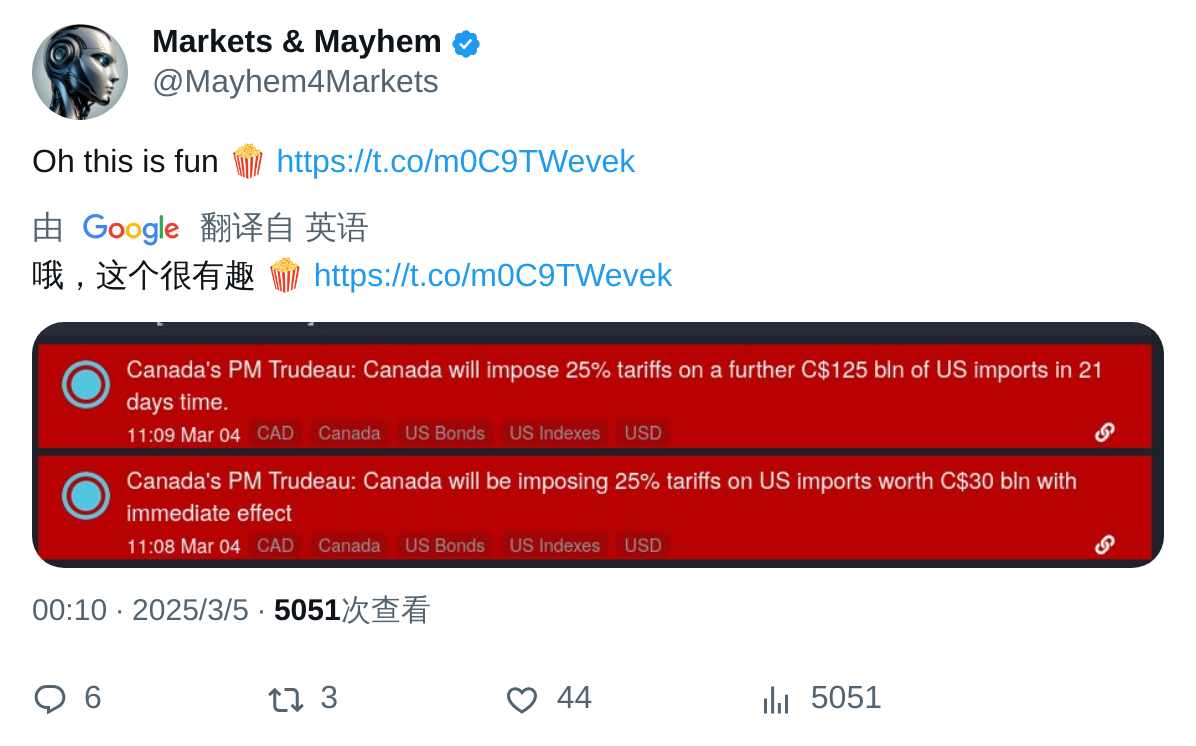 Markets & Mayhem
@Mayhem4Markets
Oh this is fun 🍿 https://t.co/m0C9TWevek
由 Google 翻译自 英语
哦，这个很有趣 🍿 https://t.co/m0C9TWevek
Canada's PM Trudeau: Canada will impose 25% tariffs on a further C$125 bln of US imports in 21
days time.
11:09 Mar 04 CAD Canada US Bonds US Indexes USD
Canada's PM Trudeau: Canada will be imposing 25% tariffs on US imports worth C$30 bln with
immediate effect
11:08 Mar 04 CAD Canada US Bonds US Indexes USD
00:10 · 2025/3/5 · 5051次查看
6 3 44 5051